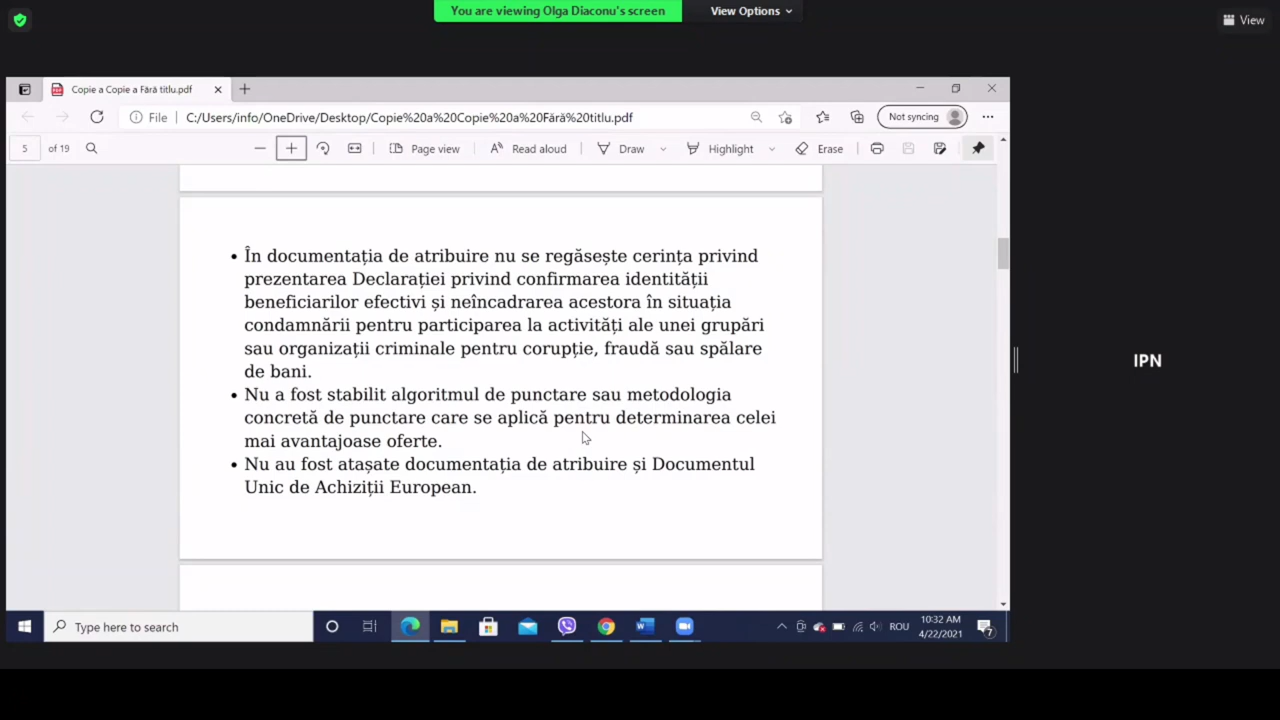 You are viewing Olga Diaconu's screen
View Options
View
Copie a Copie a Fără titlu.pdf
File
C:/Users/info/OneDrive/Desktop/Copie%20a%20Copie%20a%20Fără%20titlu.pdf
Not syncing
5
of 19
Page view
Read aloud
Draw
Highlight
Erase
• În documentația de atribuire nu se regăsește cerința privind
prezentarea Declarației privind confirmarea identității
beneficiarilor efectivi și neîncadrarea acestora în situația
condamnării pentru participarea la activități ale unei grupări
sau organizații criminale pentru corupție, fraudă sau spălare
de bani.
• Nu a fost stabilit algoritmul de punctare sau metodologia
concretă de punctare care se aplică pentru determinarea celei
mai avantajoase oferte.
• Nu au fost atașate documentația de atribuire și Documentul
Unic de Achiziții European.
IPN
Type here to search
ROU
10:32 AM
4/22/2021
7